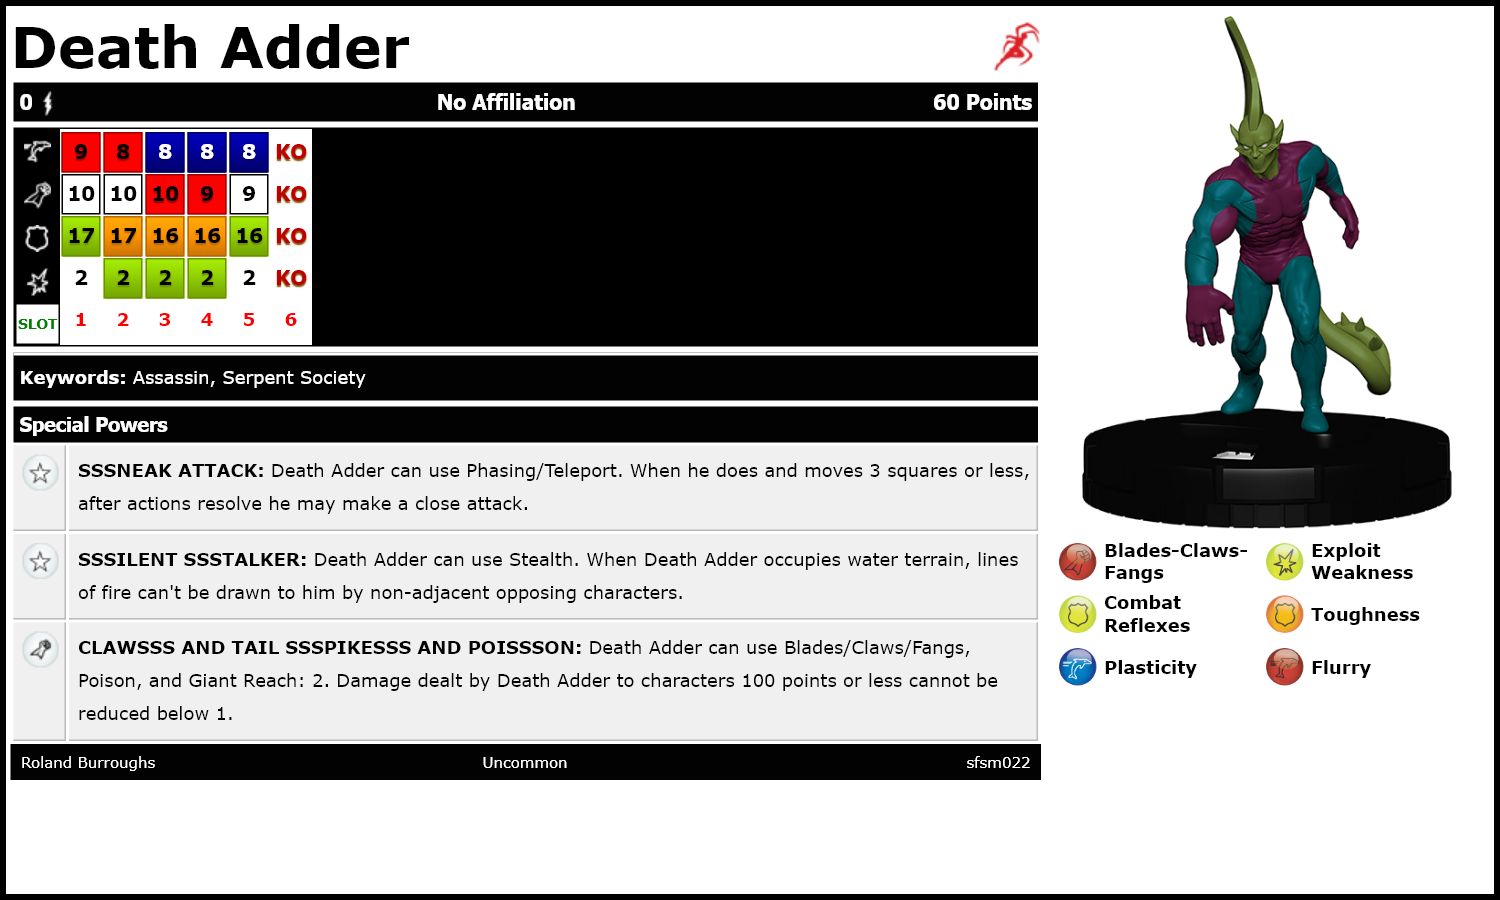 Death Adder
0 No Affiliation 60 Points
9 8 8 8 8 KO
10 10 10 9 9 KO
17 17 16 16 16 KO
2 2 2 2 2 KO
SLOT 1 2 3 4 5 6
Keywords: Assassin, Serpent Society
Special Powers
SSSNEAK ATTACK: Death Adder can use Phasing/Teleport. When he does and moves 3 squares or less,
after actions resolve he may make a close attack.
SSSILENT SSSTALKER: Death Adder can use Stealth. When Death Adder occupies water terrain, lines
of fire can't be drawn to him by non-adjacent opposing characters.
CLAWSSS AND TAIL SSSPIKESSS AND POISSSON: Death Adder can use Blades/Claws/Fangs,
Poison, and Giant Reach: 2. Damage dealt by Death Adder to characters 100 points or less cannot be
reduced below 1.
Roland Burroughs Uncommon sfsm022
Blades-Claws-
Fangs
Exploit
Weakness
Combat
Reflexes
Toughness
Plasticity
Flurry